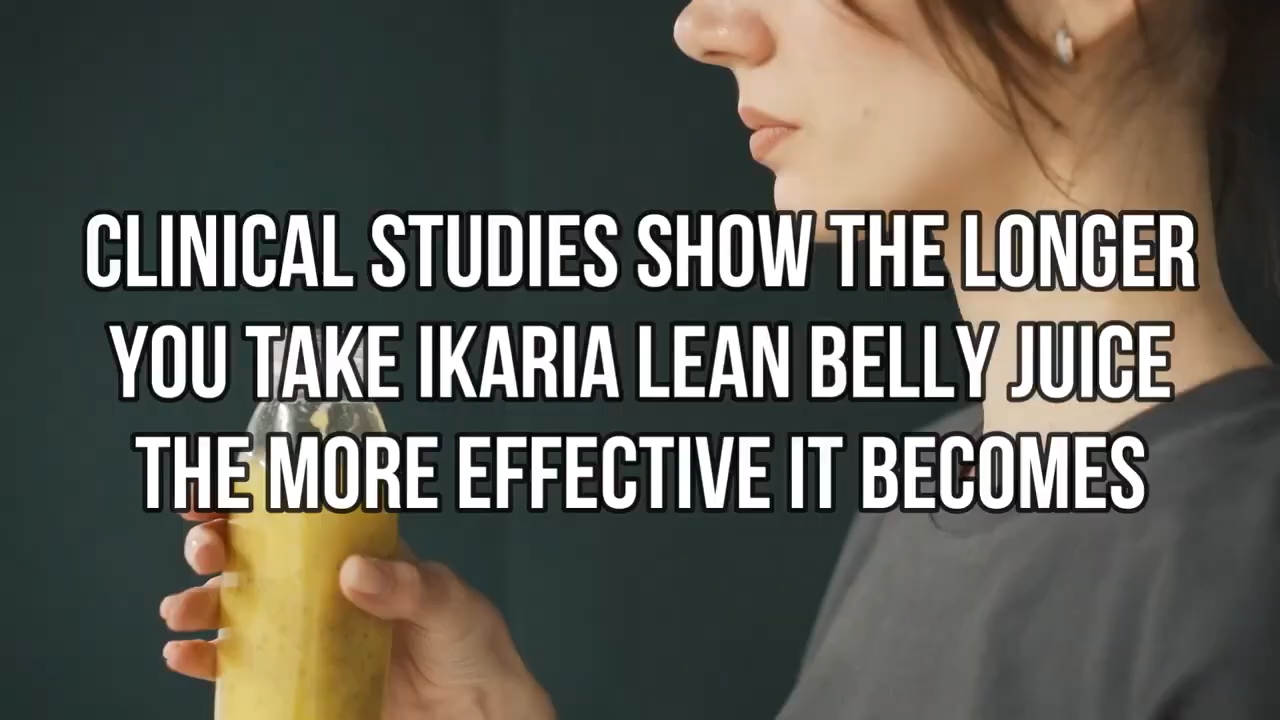 CLINICAL STUDIES SHOW THE LONGER
YOU TAKE IKARIA LEAN BELLY JUICE
THE MORE EFFECTIVE IT BECOMES